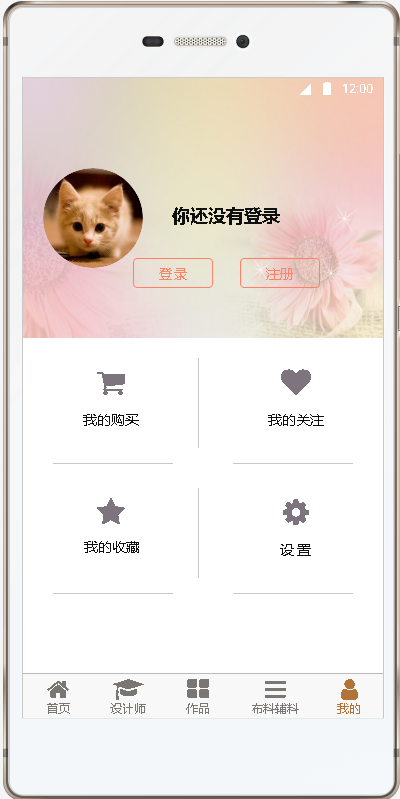 12:00
你还没有登录
登录
注册
我的购买
我的关注
我的收藏
设置
首页
设计师
作品
布料辅料
我的